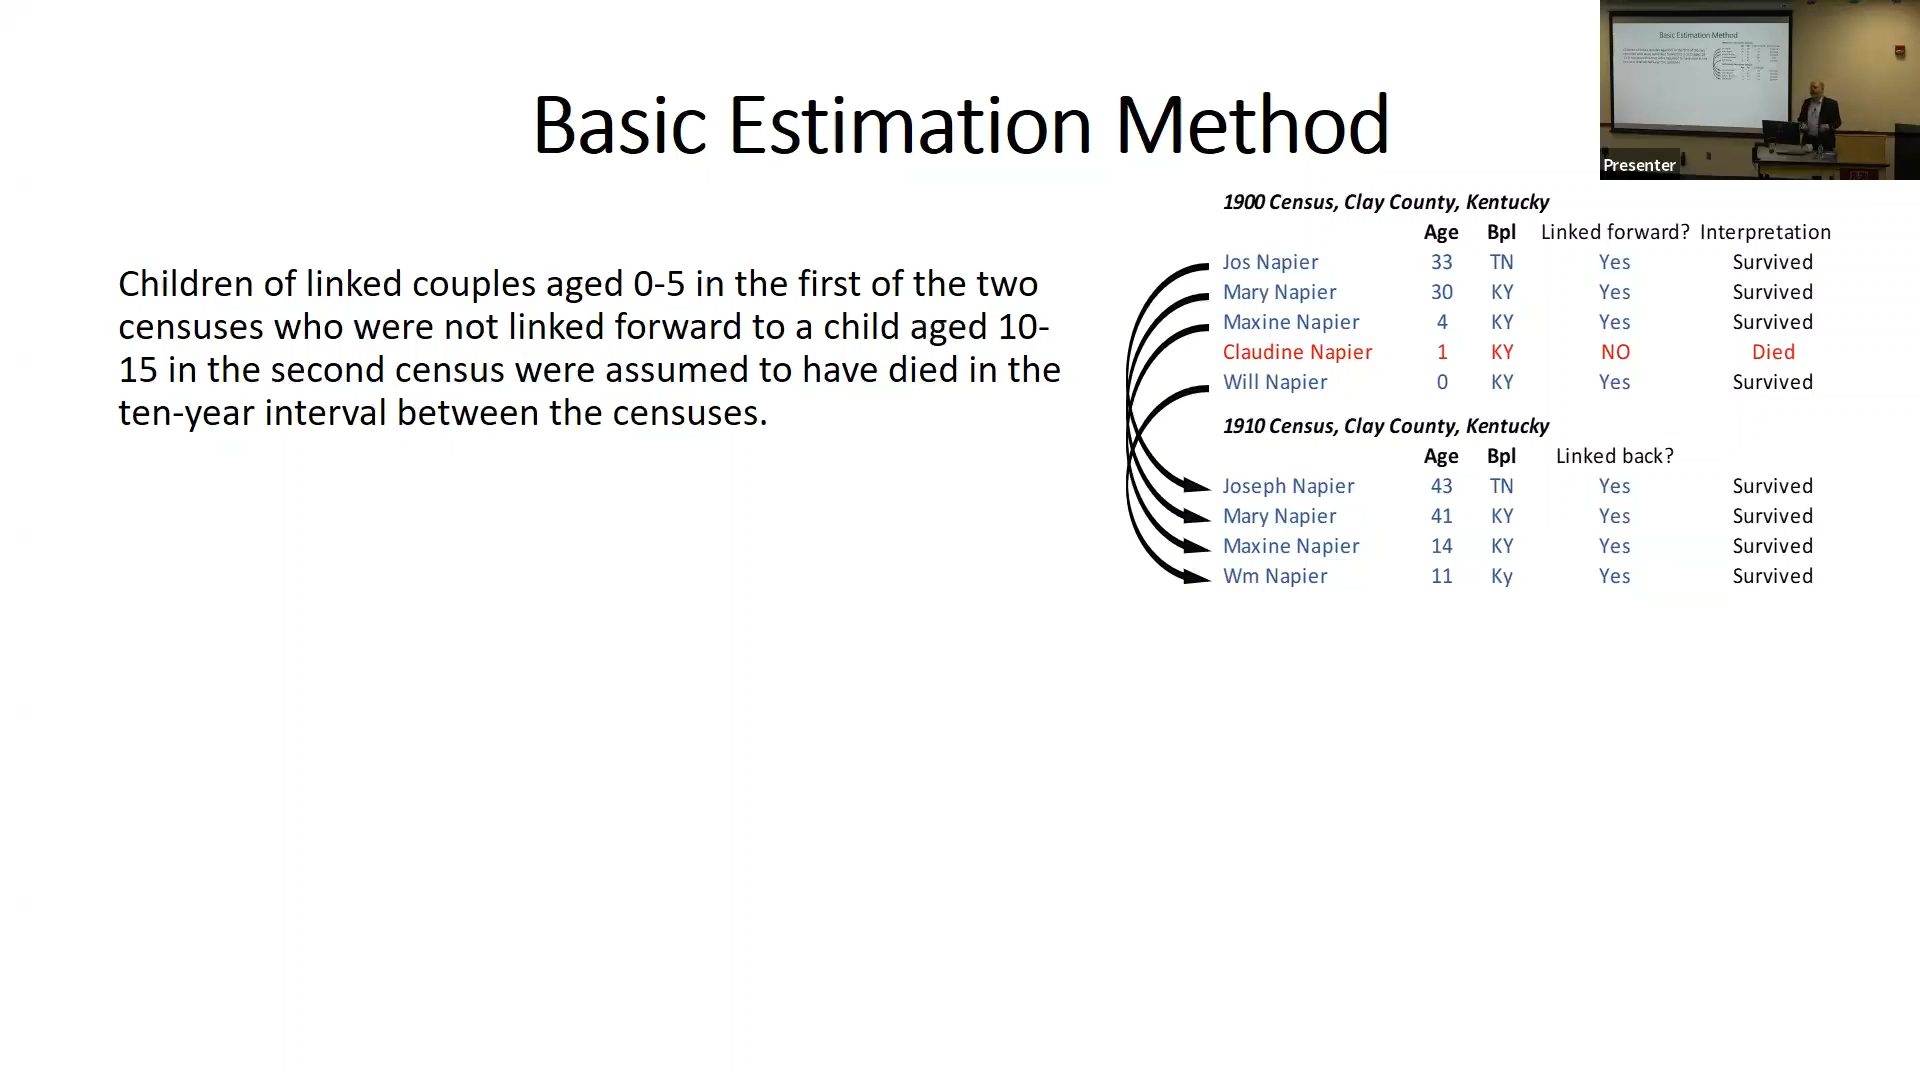 Basic Estimation Method
Basic Estimation Method
Presenter
Children of linked couples aged 0-5 in the first of the two
censuses who were not linked forward to a child aged 10-
15 in the second census were assumed to have died in the
ten-year interval between the censuses.
1900 Census, Clay County, Kentucky
Age Bpl Linked forward? Interpretation
Jos Napier 33 TN Yes Survived
Mary Napier 30 KY Yes Survived
Maxine Napier 4 KY Yes Survived
Claudine Napier 1 KY NO Died
Will Napier 0 KY Yes Survived
1910 Census, Clay County, Kentucky
Age Bpl Linked back?
Joseph Napier 43 TN Yes Survived
Mary Napier 41 KY Yes Survived
Maxine Napier 14 KY Yes Survived
Wm Napier 11 Ky Yes Survived